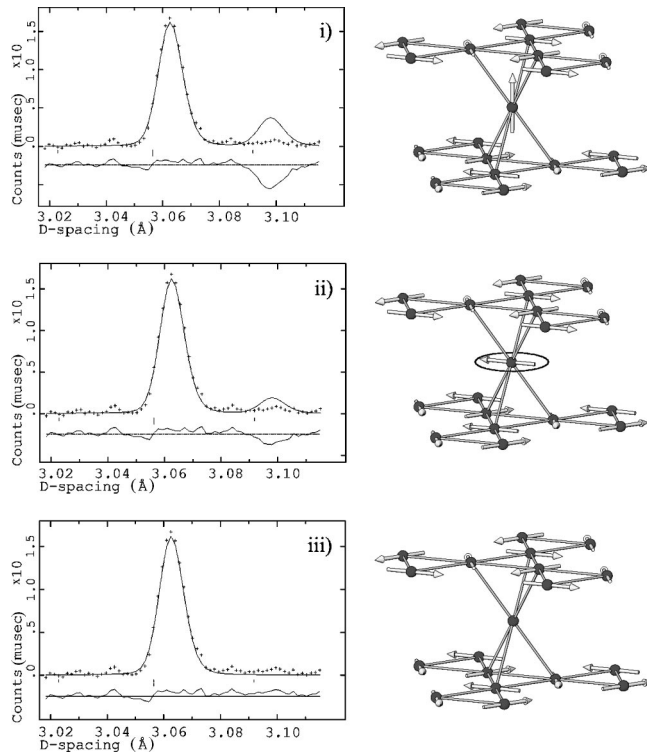 i)
1.5
x10
1.0
.5
0
Counts(musec)
3.02 3.04 3.06 3.08 3.10
D-spacing (Å)
ii)
1.5
x10
1.0
.5
0
Counts(musec)
3.02 3.04 3.06 3.08 3.10
D-spacing (Å)
iii)
1.5
x10
1.0
.5
0
Counts(musec)
3.02 3.04 3.06 3.08 3.10
D-spacing (Å)